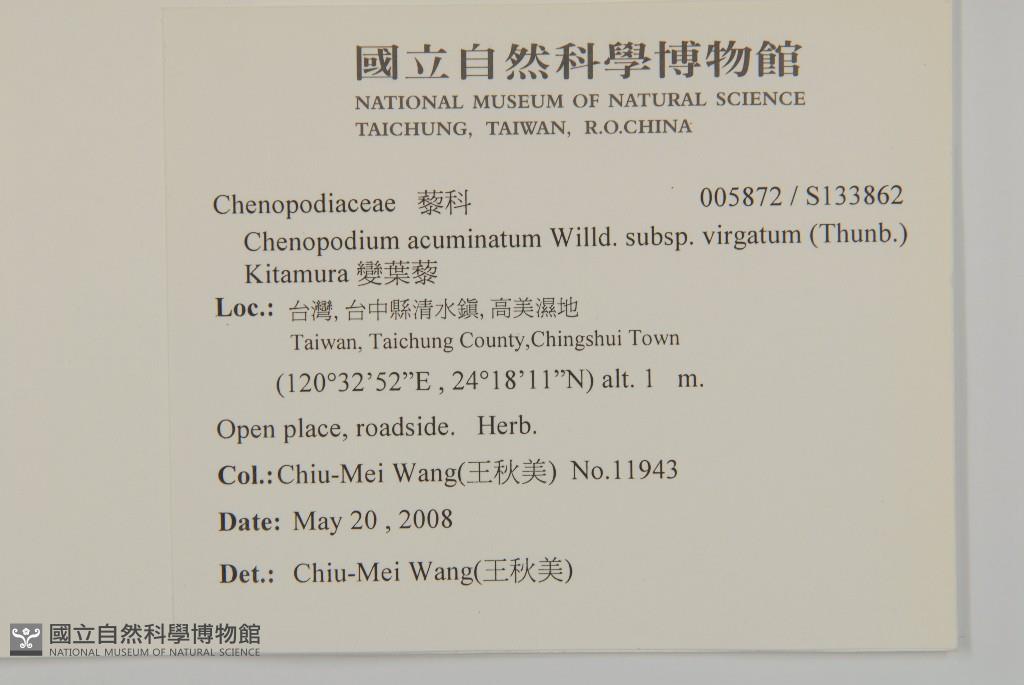 國立自然科學博物館
NATIONAL MUSEUM OF NATURAL SCIENCE
TAICHUNG, TAIWAN, R.O.CHINA
Chenopodiaceae 藜科 005872 / S133862
Chenopodium acuminatum Willd. subsp. virgatum (Thunb.)
Kitamura 變葉藜
Loc.: 台灣, 台中縣清水鎮, 高美濕地
Taiwan, Taichung County,Chingshui Town
(120°32’52”E , 24°18’11”N) alt. 1 m.
Open place, roadside. Herb.
Col.:Chiu-Mei Wang(王秋美) No.11943
Date: May 20 , 2008
Det.: Chiu-Mei Wang(王秋美)
國立自然科學博物館
NATIONAL MUSEUM OF NATURAL SCIENCE